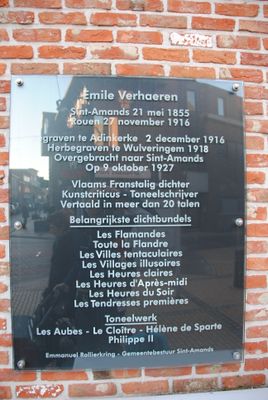 Emile Verhaeren
Sint-Amands 21 mei 1855
Rouen 27 november 1916
egraven te Adinkerke 2 december 1916
Herbegraven te Wulveringem 1918
Overgebracht naar Sint-Amands
Op 9 oktober 1927
Vlaams Franstalig dichter
Kunstcriticus - Toneelschrijver
Vertaald in meer dan 20 talen
Belangrijkste dichtbundels
Les Flamandes
Toute la Flandre
Les Villes tentaculaires
Les Villages illusoires
Les Heures claires
Les Heures d'Après-midi
Les Heures du Soir
Les Tendresses premières
Toneelwerk
Les Aubes - Le Cloître - Hélène de Sparte
Philippe II
Emmanuel Rollierkring - Gemeentebestuur Sint-Amands